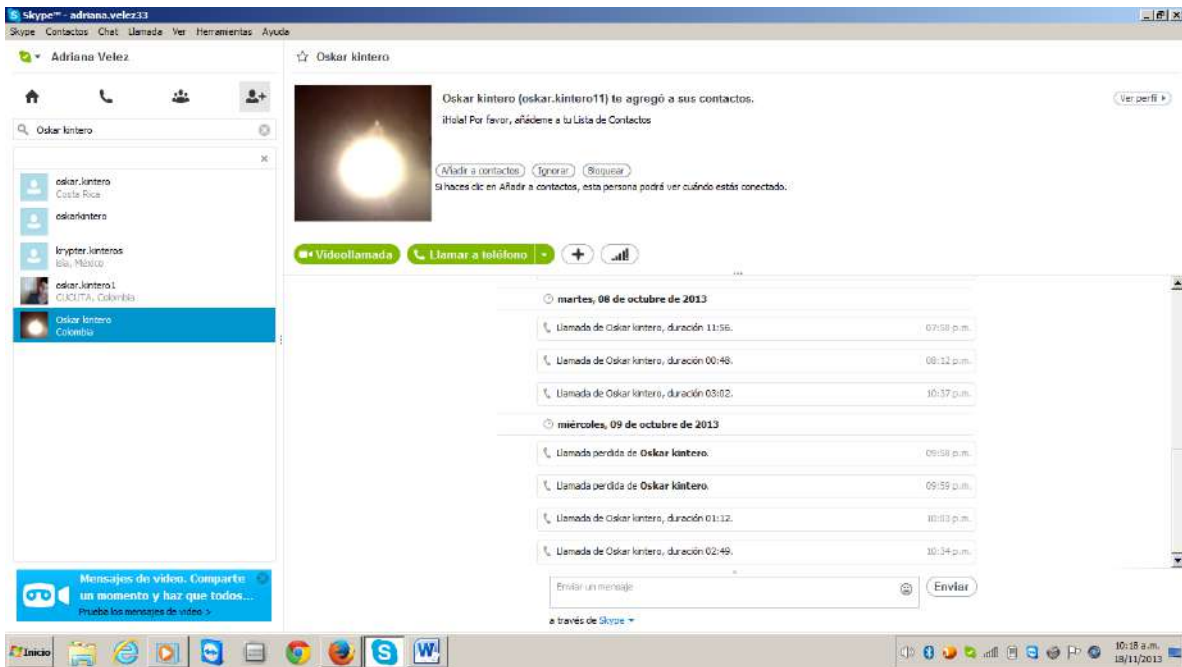 Skype™ - adriana.velez33
Skype Contactos Chat Llamada Ver Herramientas Ayuda
Adriana Velez
Oskar kintero
Oskar kintero
oskar.kintero
Costa Rica
oskarkintero
krypter.kinteros
Isla, México
oskar.kintero1
CUCUTA, Colombia
Oskar kintero
Colombia
Mensajes de video. Comparte
un momento y haz que todos...
Prueba los mensajes de video >
Oskar kintero (oskar.kintero11) te agregó a sus contactos.
Ver perfil
¡Hola! Por favor, añádeme a tu Lista de Contactos
Añadir a contactos Ignorar Bloquear
Si haces clic en Añadir a contactos, esta persona podrá ver cuándo estás conectado.
Videollamada Llamar a teléfono
martes, 08 de octubre de 2013
Llamada de Oskar kintero, duración 11:56. 07:58 p.m.
Llamada de Oskar kintero, duración 00:48. 08:12 p.m.
Llamada de Oskar kintero, duración 03:02. 10:37 p.m.
miércoles, 09 de octubre de 2013
Llamada perdida de Oskar kintero. 09:58 p.m.
Llamada perdida de Oskar kintero. 09:59 p.m.
Llamada de Oskar kintero, duración 01:12. 10:03 p.m.
Llamada de Oskar kintero, duración 02:49. 10:34 p.m.
Enviar un mensaje
Enviar
a través de Skype
Inicio
10:18 a.m.
18/11/2013